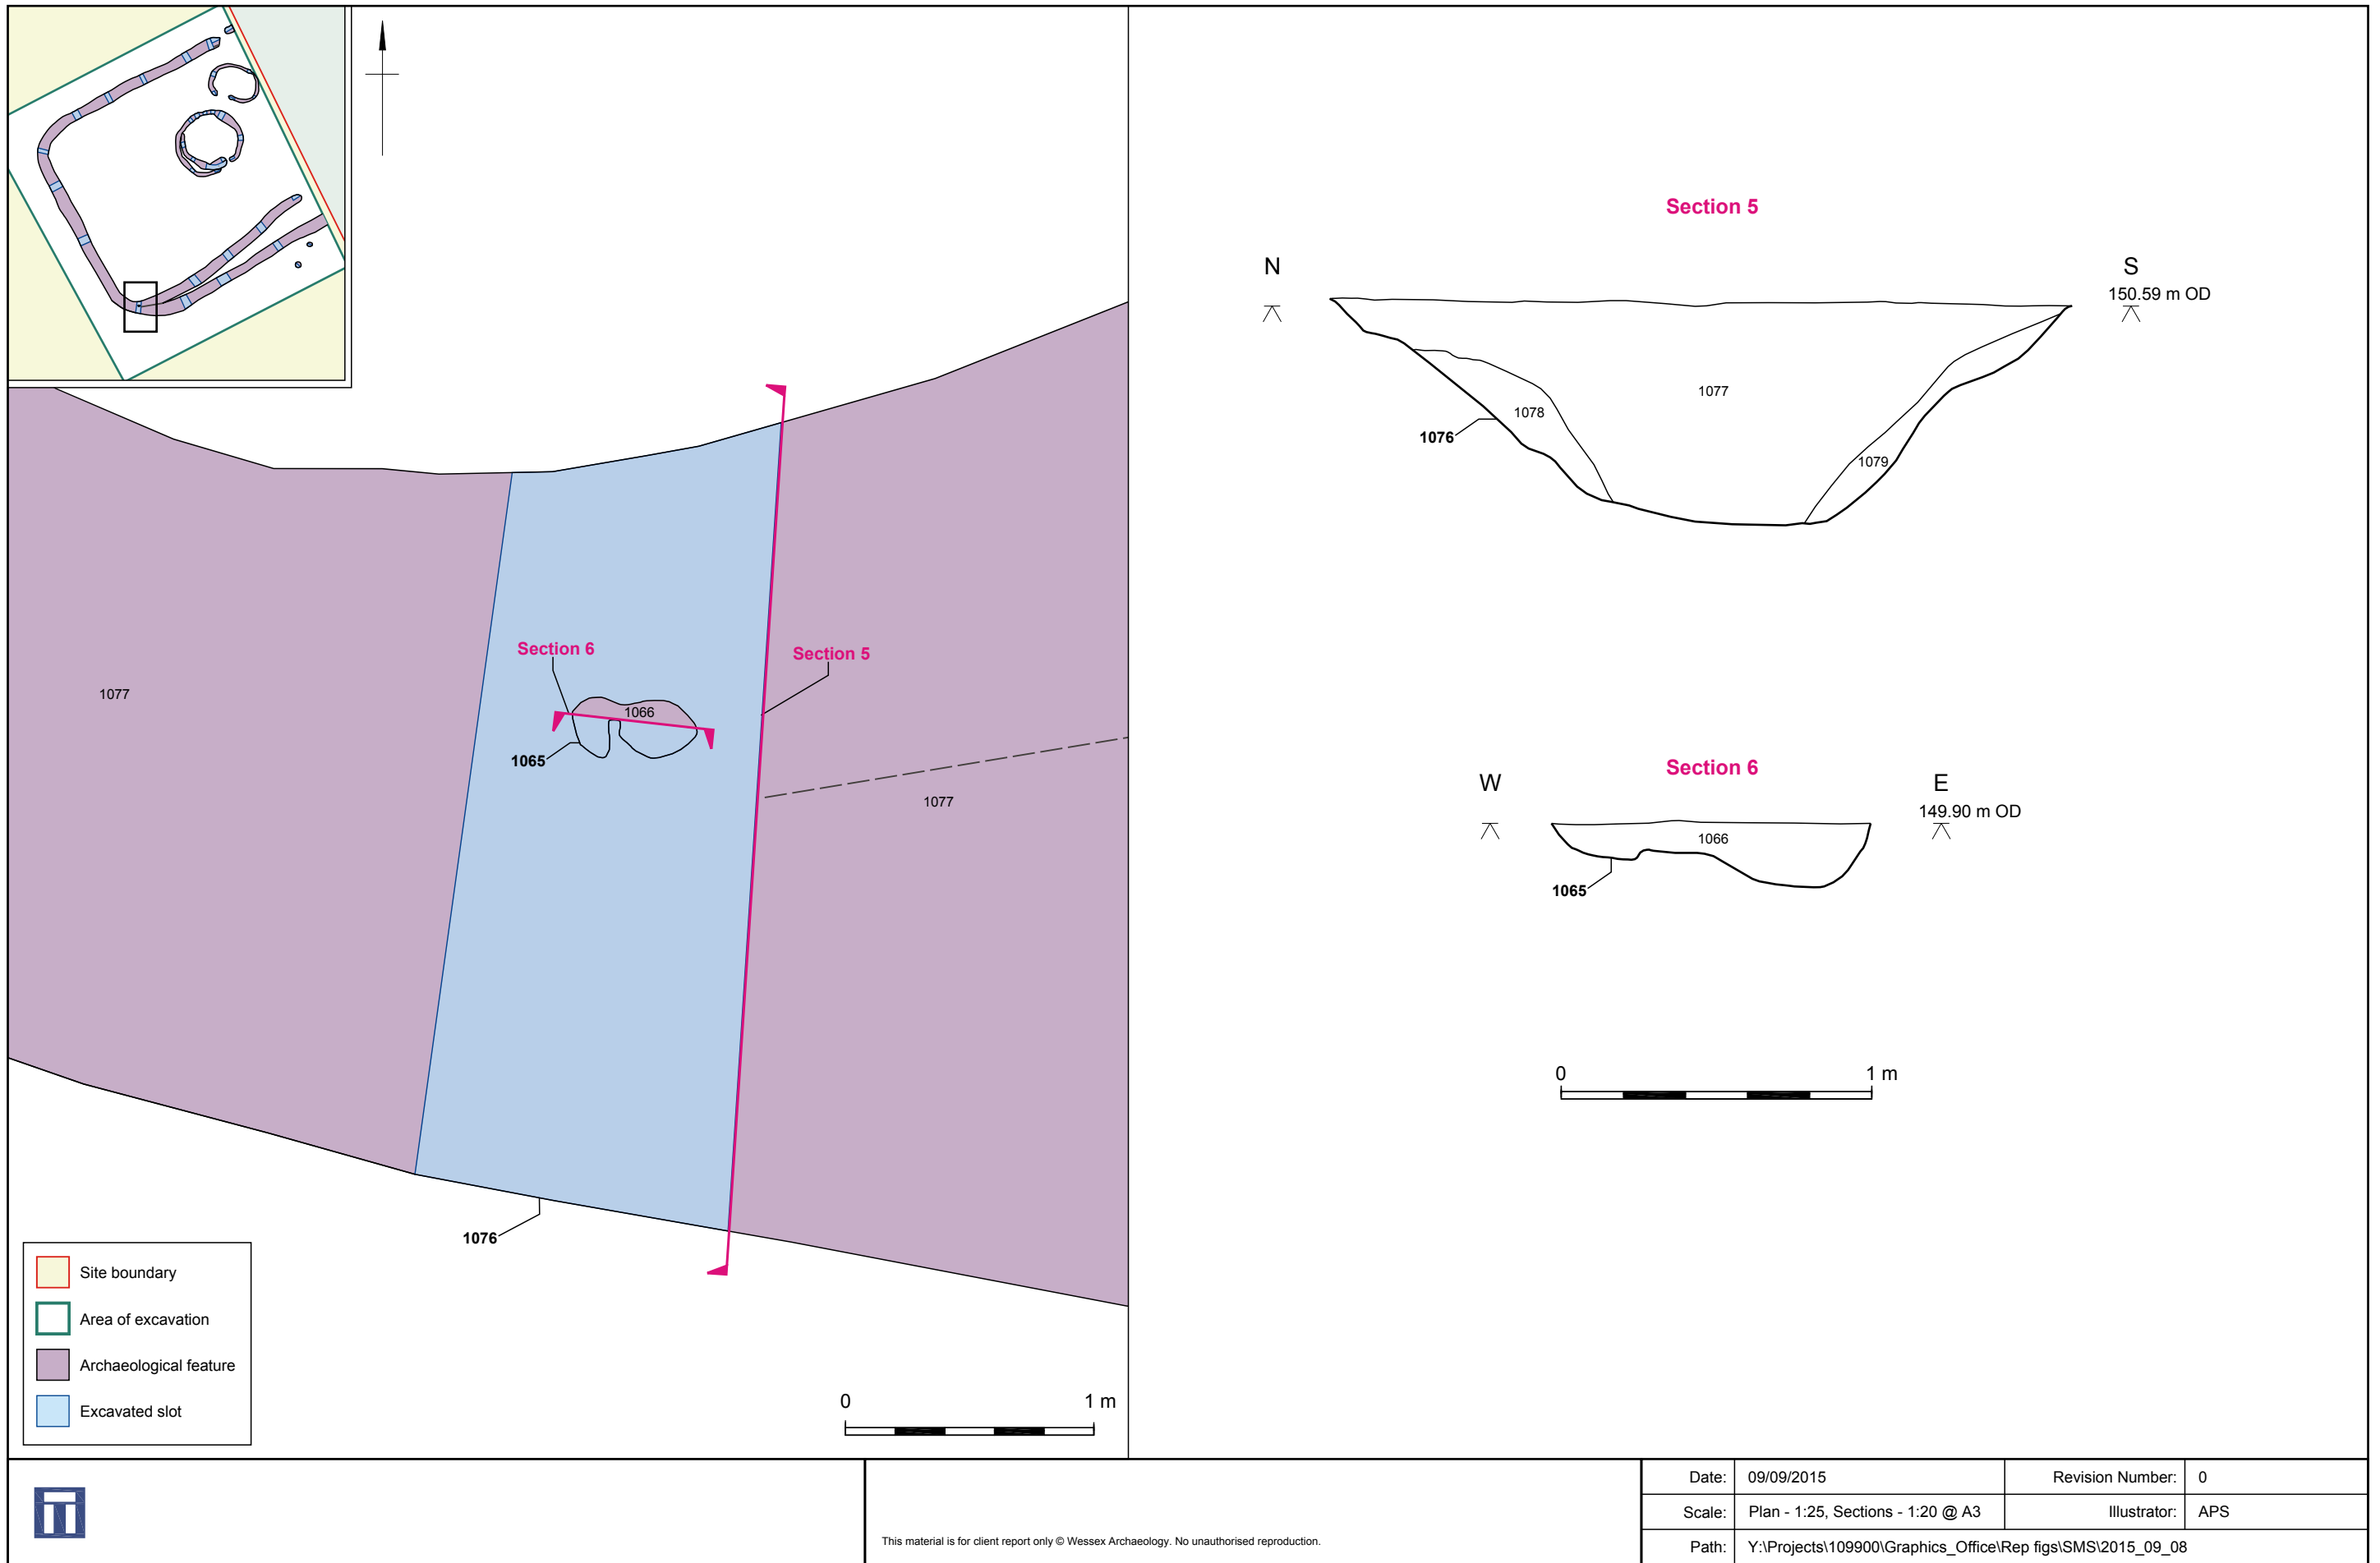 Section 6
Section 5
1077
1066
1065
1077
1076
Site boundary
Area of excavation
Archaeological feature
Excavated slot
0 1 m
Section 5
N S
150.59 m OD
1077
1078
1076
1079
Section 6
W E
149.90 m OD
1066
1065
0 1 m
This material is for client report only © Wessex Archaeology. No unauthorised reproduction.
Date: 09/09/2015 Revision Number: 0
Scale: Plan - 1:25, Sections - 1:20 @ A3 Illustrator: APS
Path: Y:\Projects\109900\Graphics_Office\Rep figs\SMS\2015_09_08